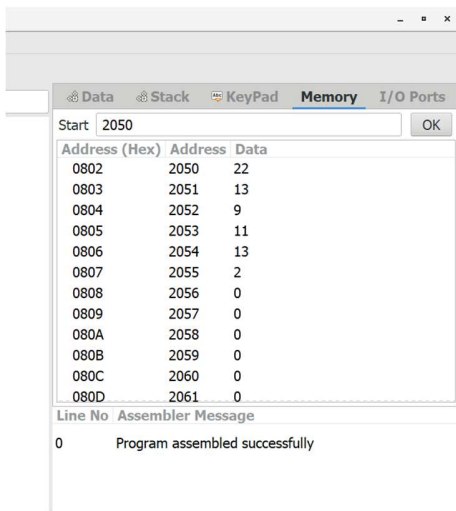 Data Stack KeyPad Memory I/O Ports
Start 2050 OK
Address (Hex) Address Data
0802 2050 22
0803 2051 13
0804 2052 9
0805 2053 11
0806 2054 13
0807 2055 2
0808 2056 0
0809 2057 0
080A 2058 0
080B 2059 0
080C 2060 0
080D 2061 0
Line No Assembler Message
0 Program assembled successfully